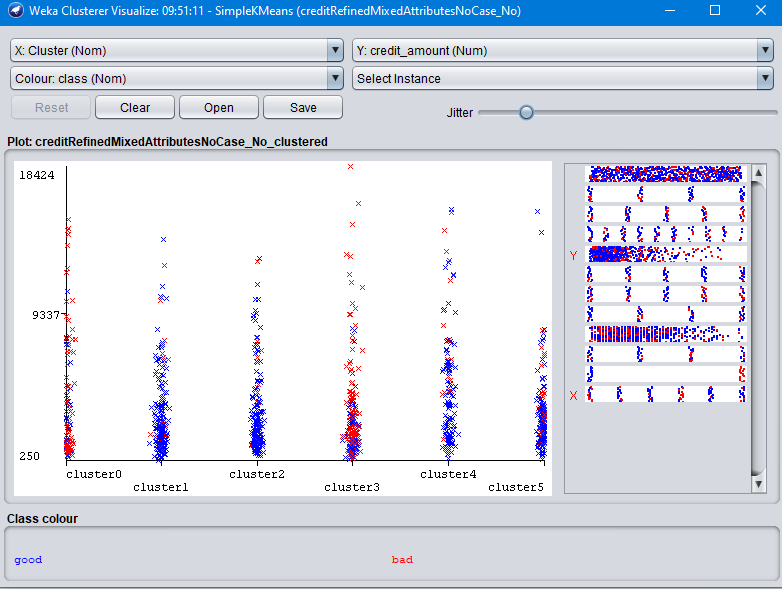 Weka Clusterer Visualize: 09:51:11 - SimpleKMeans (creditRefinedMixedAttributesNoCase_No)
X: Cluster (Nom) Y: credit_amount (Num)
Colour: class (Nom) Select Instance
Reset Clear Open Save Jitter
Plot: creditRefinedMixedAttributesNoCase_No_clustered
18424
9337
250
Y
X
cluster0 cluster2 cluster4
cluster1 cluster3 cluster5
Class colour
good bad